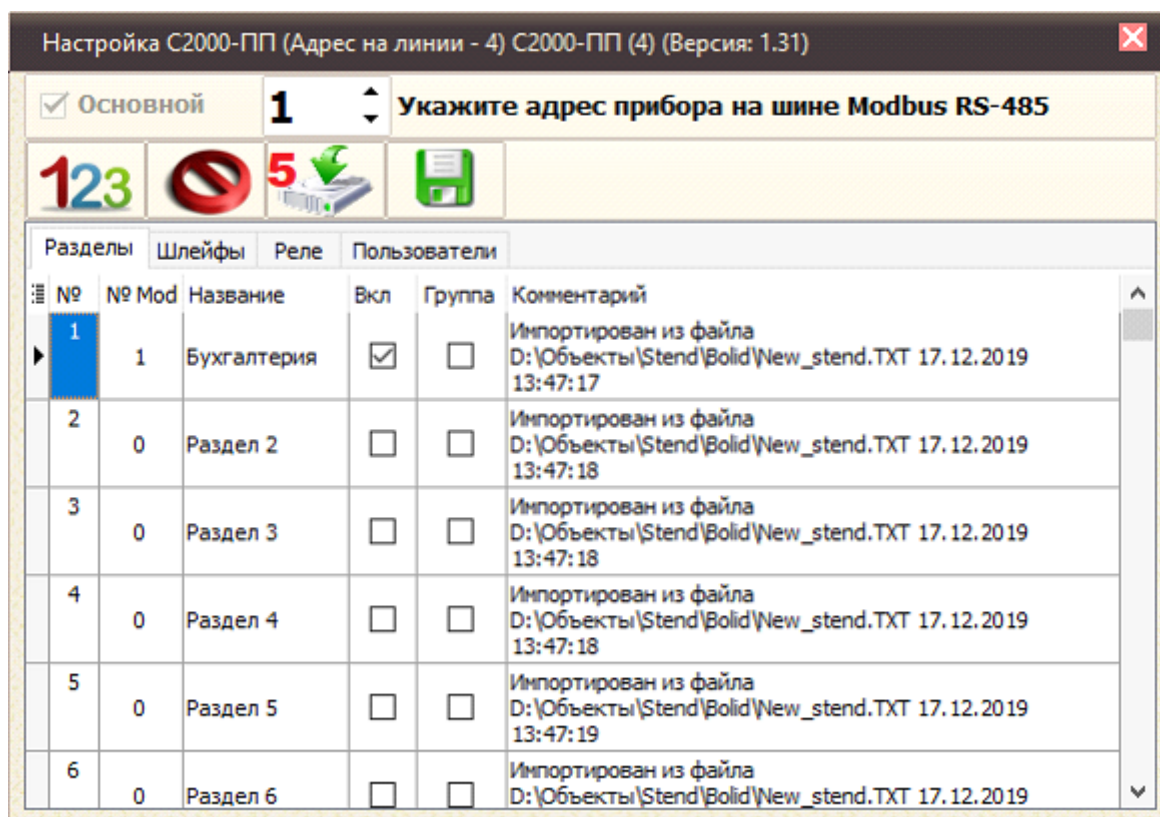 Настройка С2000-ПП (Адрес на линии - 4) С2000-ПП (4) (Версия: 1.31)
Основной 1 Укажите адрес прибора на шине Modbus RS-485
123 5
Разделы Шлейфы Реле Пользователи
№ № Mod Название Вкл Группа Комментарий
1 1 Бухгалтерия Импортирован из файла
D:\Объекты\Stend\Bolid\New_stend.TXT 17.12.2019
13:47:17
2 0 Раздел 2 Импортирован из файла
D:\Объекты\Stend\Bolid\New_stend.TXT 17.12.2019
13:47:18
3 0 Раздел 3 Импортирован из файла
D:\Объекты\Stend\Bolid\New_stend.TXT 17.12.2019
13:47:18
4 0 Раздел 4 Импортирован из файла
D:\Объекты\Stend\Bolid\New_stend.TXT 17.12.2019
13:47:18
5 0 Раздел 5 Импортирован из файла
D:\Объекты\Stend\Bolid\New_stend.TXT 17.12.2019
13:47:19
6 0 Раздел 6 Импортирован из файла
D:\Объекты\Stend\Bolid\New_stend.TXT 17.12.2019